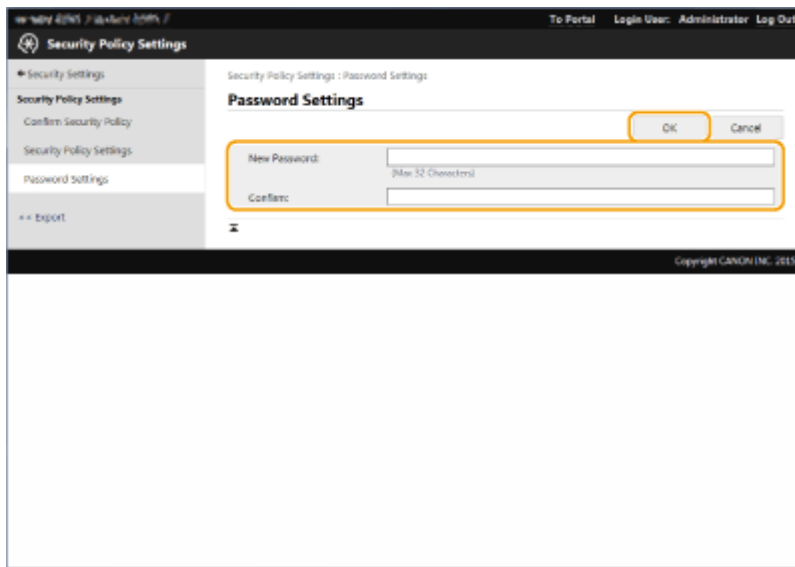 To Portal Login User: Administrator Log Out
Security Policy Settings
Security Settings
Security Policy Settings : Password Settings
Security Policy Settings
Password Settings
Confirm Security Policy
OK Cancel
Security Policy Settings
New Password:
(Max 32 Characters)
Password Settings
Confirm:
<< Export
Copyright CANON INC. 2015